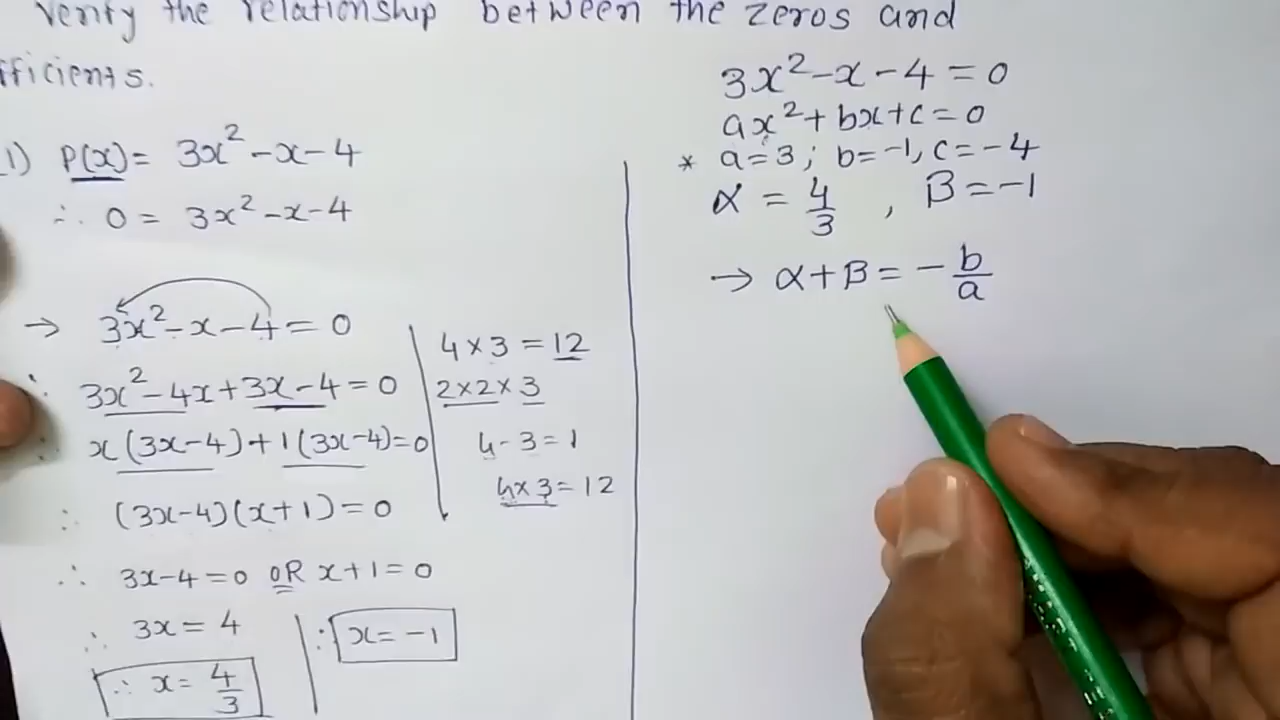 Verify the relationship between the zeros and
fficients.
1) P(x) = 3x² - x - 4
∴ 0 = 3x² - x - 4
→ 3x² - x - 4 = 0
∴ 3x² - 4x + 3x - 4 = 0
∴ x(3x - 4) + 1(3x - 4) = 0
∴ (3x - 4)(x + 1) = 0
∴ 3x - 4 = 0 OR x + 1 = 0
∴ 3x = 4
∴ x = 4/3
∴ x = -1
4 × 3 = 12
2 × 2 × 3
4 - 3 = 1
4 × 3 = 12
3x² - x - 4 = 0
ax² + bx + c = 0
* a = 3; b = -1, c = -4
α = 4/3 , β = -1
→ α + β = - b/a